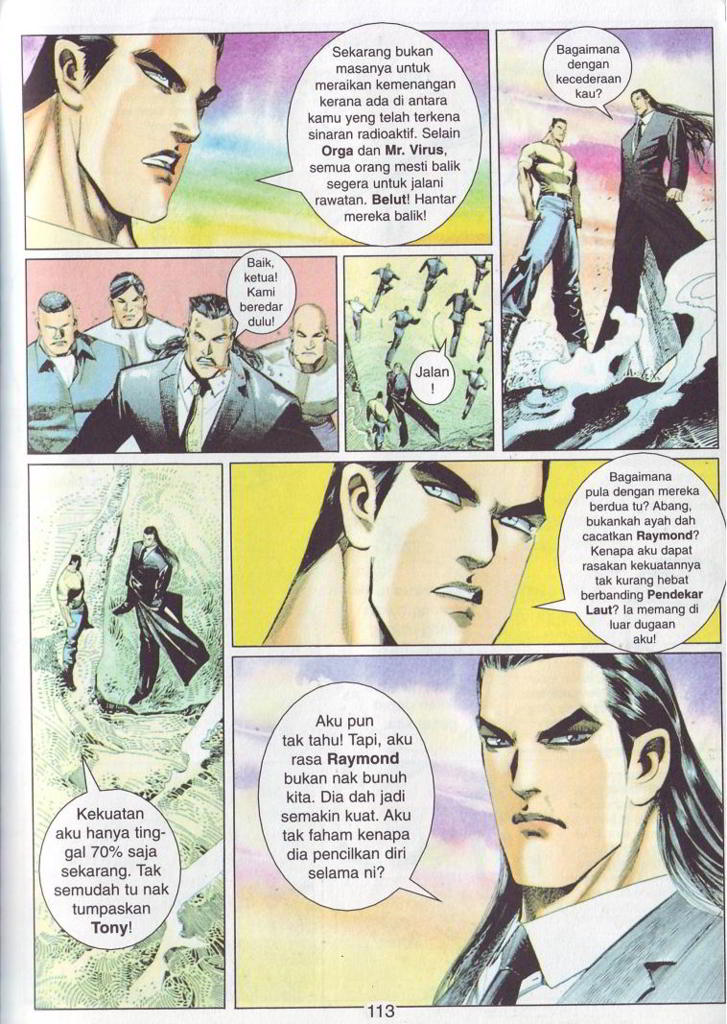 Sekarang bukan
masanya untuk
meraikan kemenangan
kerana ada di antara
kamu yeng telah terkena
sinaran radioaktif. Selain
Orga dan Mr. Virus,
semua orang mesti balik
segera untuk jalani
rawatan. Belut! Hantar
mereka balik!
Bagaimana
dengan
kecederaan
kau?
Baik,
ketua!
Kami
beredar
dulu!
Jalan
!
Kekuatan
aku hanya ting-
gal 70% saja
sekarang. Tak
semudah tu nak
tumpaskan
Tony!
Bagaimana
pula dengan mereka
berdua tu? Abang,
bukankah ayah dah
cacatkan Raymond?
Kenapa aku dapat
rasakan kekuatannya
tak kurang hebat
berbanding Pendekar
Laut? Ia memang di
luar dugaan
aku!
Aku pun
tak tahu! Tapi, aku
rasa Raymond
bukan nak bunuh
kita. Dia dah jadi
semakin kuat. Aku
tak faham kenapa
dia pencilkan diri
selama ni?
113